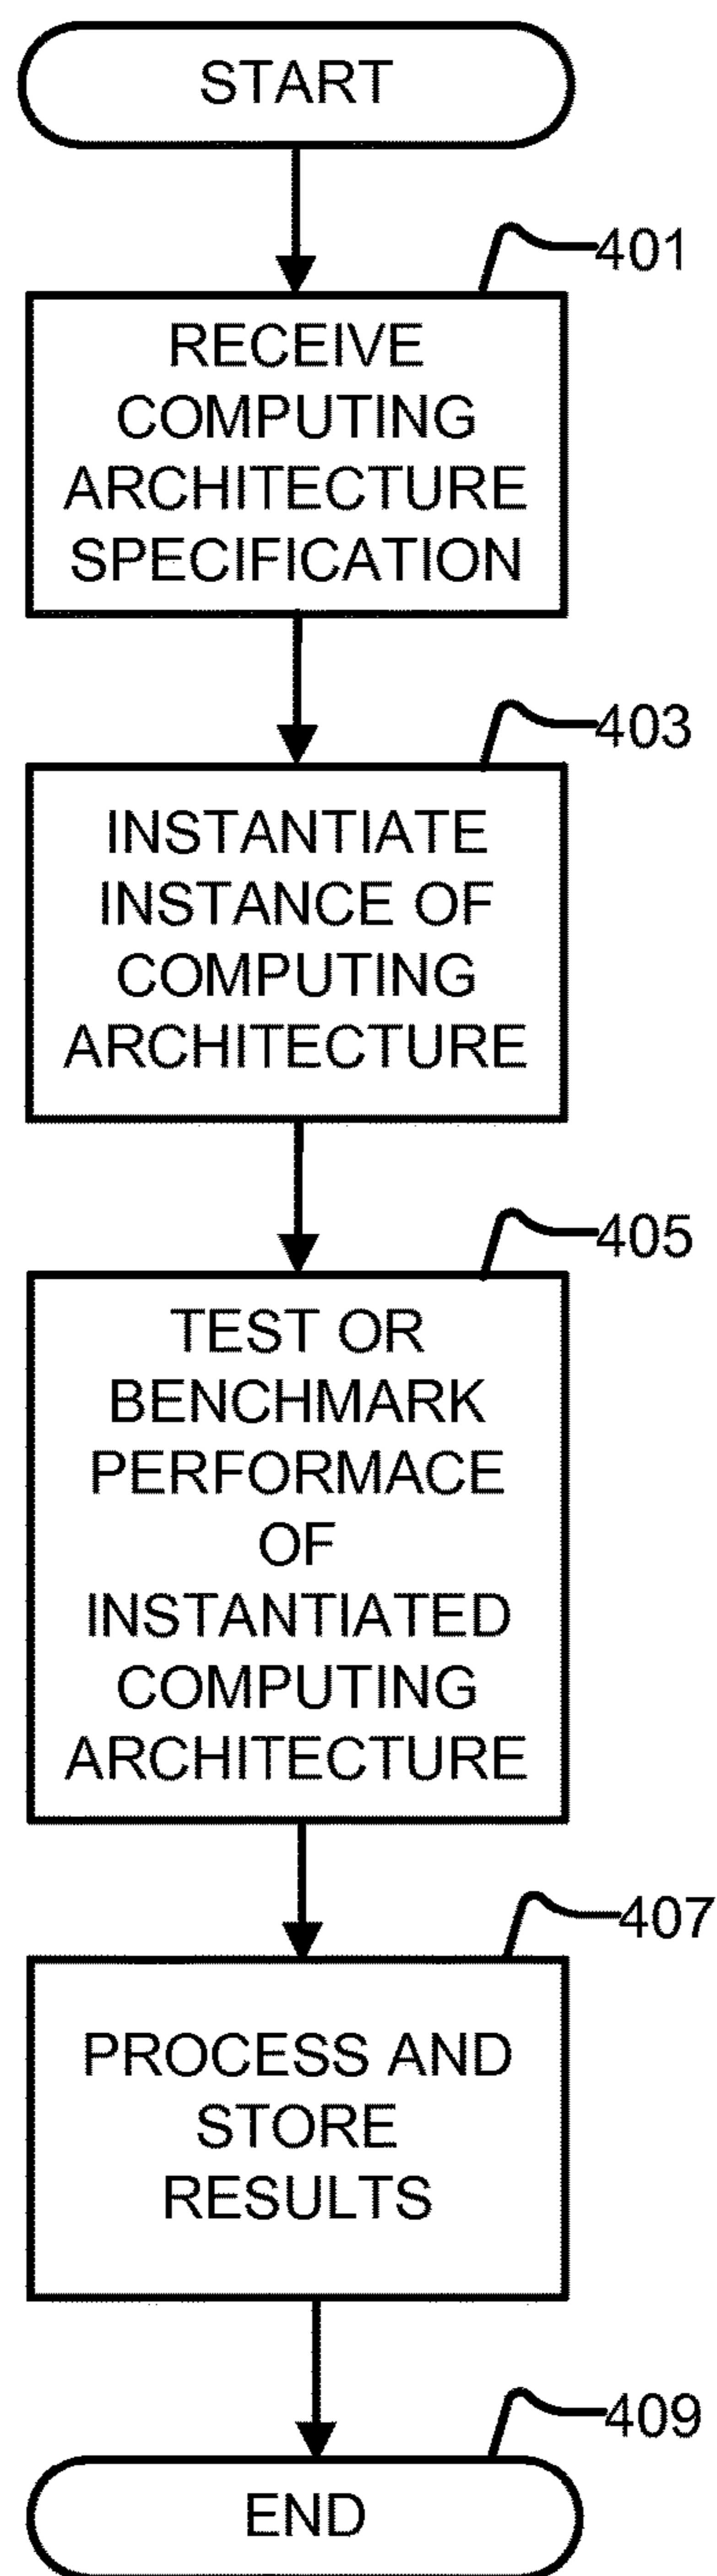 START
401
RECEIVE
COMPUTING
ARCHITECTURE
SPECIFICATION
403
INSTANTIATE
INSTANCE OF
COMPUTING
ARCHITECTURE
405
TEST OR
BENCHMARK
PERFORMACE
OF
INSTANTIATED
COMPUTING
ARCHITECTURE
407
PROCESS AND
STORE
RESULTS
409
END